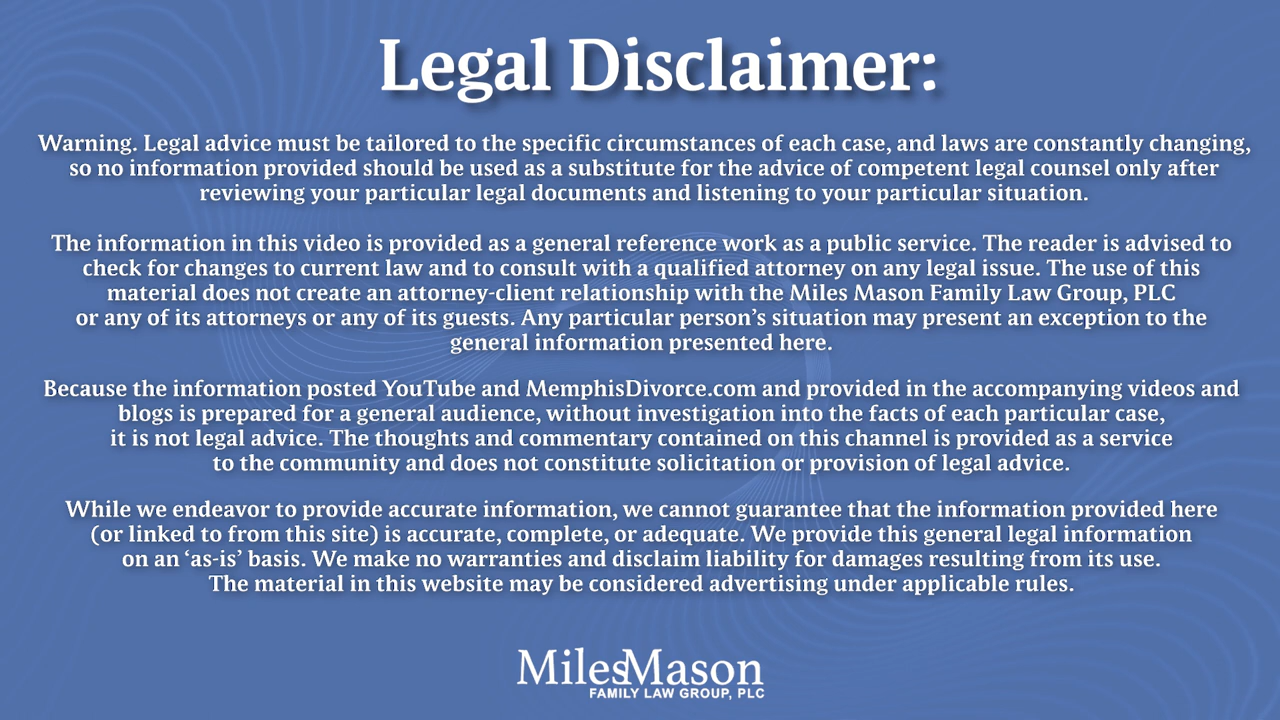 Legal Disclaimer:
Warning. Legal advice must be tailored to the specific circumstances of each case, and laws are constantly changing,
so no information provided should be used as a substitute for the advice of competent legal counsel only after
reviewing your particular legal documents and listening to your particular situation.
The information in this video is provided as a general reference work as a public service. The reader is advised to
check for changes to current law and to consult with a qualified attorney on any legal issue. The use of this
material does not create an attorney-client relationship with the Miles Mason Family Law Group, PLC
or any of its attorneys or any of its guests. Any particular person’s situation may present an exception to the
general information presented here.
Because the information posted YouTube and MemphisDivorce.com and provided in the accompanying videos and
blogs is prepared for a general audience, without investigation into the facts of each particular case,
it is not legal advice. The thoughts and commentary contained on this channel is provided as a service
to the community and does not constitute solicitation or provision of legal advice.
While we endeavor to provide accurate information, we cannot guarantee that the information provided here
(or linked to from this site) is accurate, complete, or adequate. We provide this general legal information
on an ‘as-is’ basis. We make no warranties and disclaim liability for damages resulting from its use.
The material in this website may be considered advertising under applicable rules.
MilesMason
FAMILY LAW GROUP, PLC